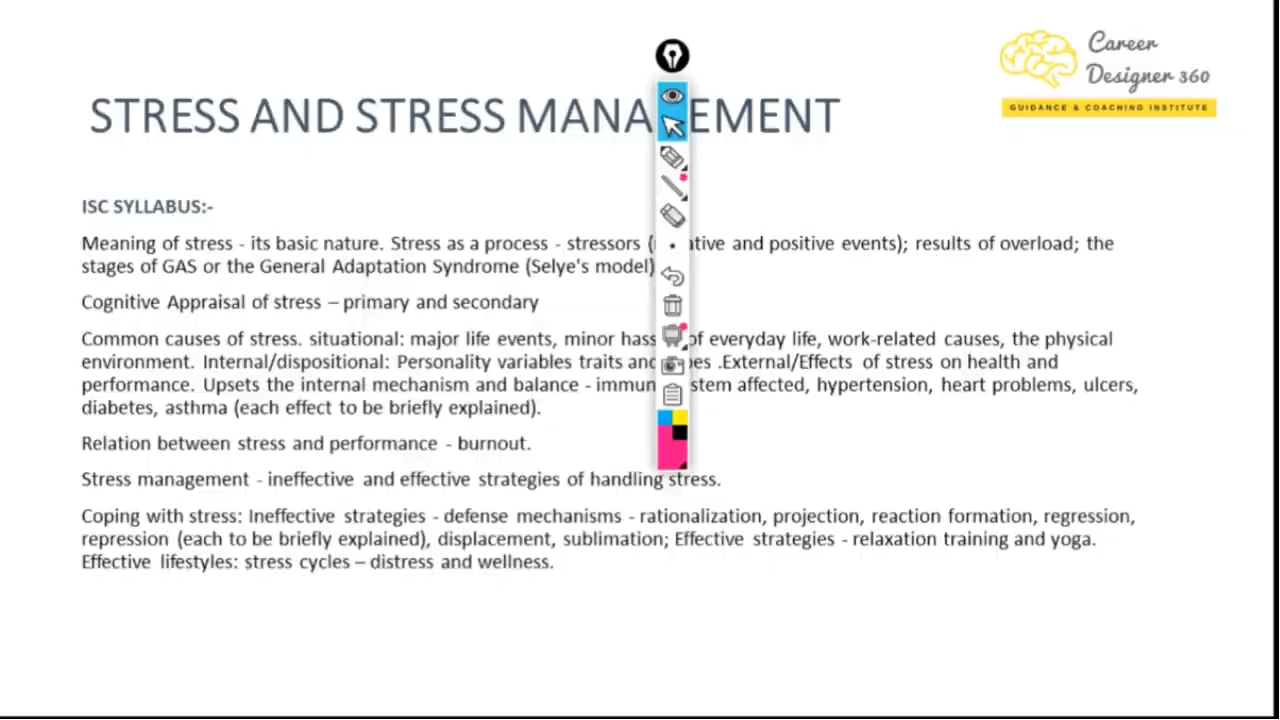 Career
Designer 360
GUIDANCE & COACHING INSTITUTE
STRESS AND STRESS MANA EMENT
ISC SYLLABUS:-
Meaning of stress - its basic nature. Stress as a process - stressors ( ative and positive events); results of overload; the
stages of GAS or the General Adaptation Syndrome (Selye's model)
Cognitive Appraisal of stress – primary and secondary
Common causes of stress. situational: major life events, minor hass of everyday life, work-related causes, the physical
environment. Internal/dispositional: Personality variables traits and es .External/Effects of stress on health and
performance. Upsets the internal mechanism and balance - immun stem affected, hypertension, heart problems, ulcers,
diabetes, asthma (each effect to be briefly explained).
Relation between stress and performance - burnout.
Stress management - ineffective and effective strategies of handling stress.
Coping with stress: Ineffective strategies - defense mechanisms - rationalization, projection, reaction formation, regression,
repression (each to be briefly explained), displacement, sublimation; Effective strategies - relaxation training and yoga.
Effective lifestyles: stress cycles – distress and wellness.